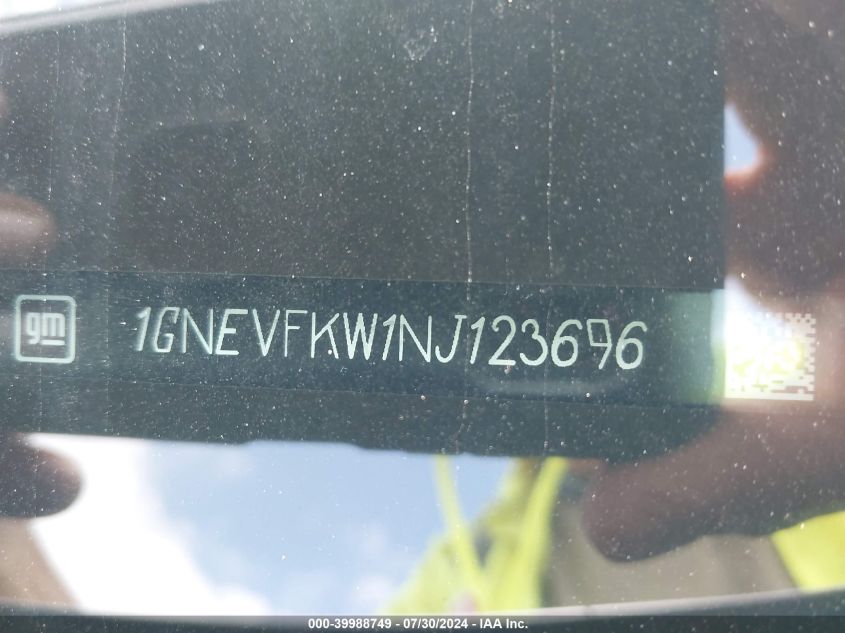 gm 1GNEVFKW1NJ123696
000-39988749 - 07/30/2024 - IAA Inc.